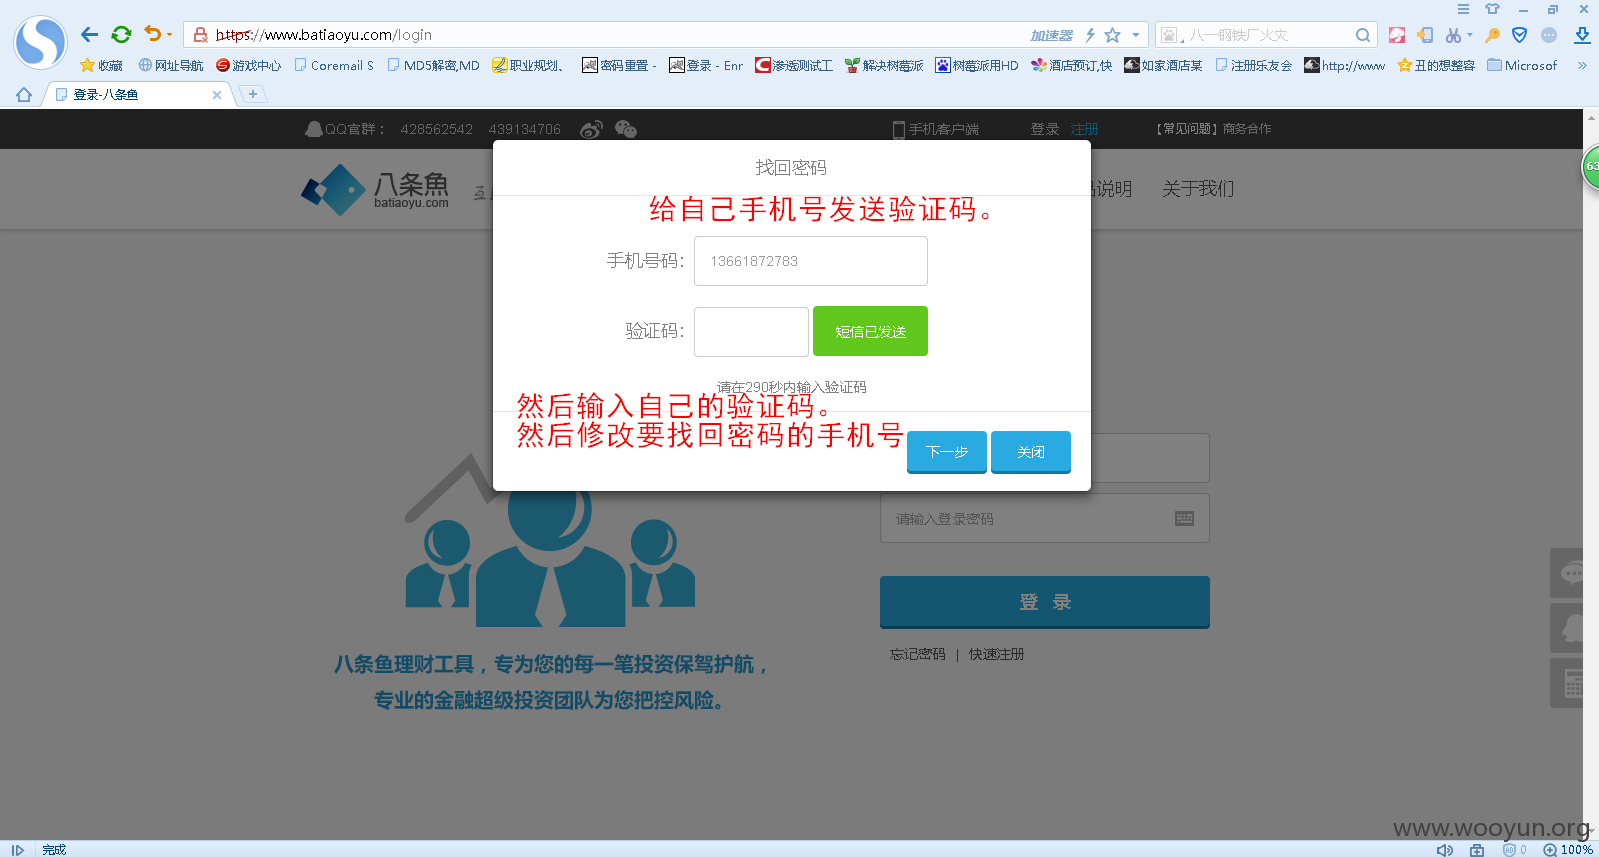 https://www.batiaoyu.com/login
加速器
八一钢铁厂火灾
收藏
网址导航
游戏中心
Coremail S
MD5解密,MD
职业规划、
密码重置 -
登录 - Enr
渗透测试工
解决树莓派
树莓派用HD
酒店预订,快
如家酒店某
注册乐友会
http://www
丑的想整容
Microsof
登录-八条鱼
QQ官群： 428562542 439134706
手机客户端
登录 注册
【常见问题】商务合作
八条鱼
batiaoyu.com
品说明 关于我们
63
找回密码
给自己手机号发送验证码。
手机号码： 13661872783
验证码： 短信已发送
请在290秒内输入验证码
然后输入自己的验证码。
然后修改要找回密码的手机号
下一步 关闭
请输入登录密码
登 录
忘记密码 | 快速注册
八条鱼理财工具，专为您的每一笔投资保驾护航，
专业的金融超级投资团队为您把控风险。
www.wooyun.org
完成
0
100%